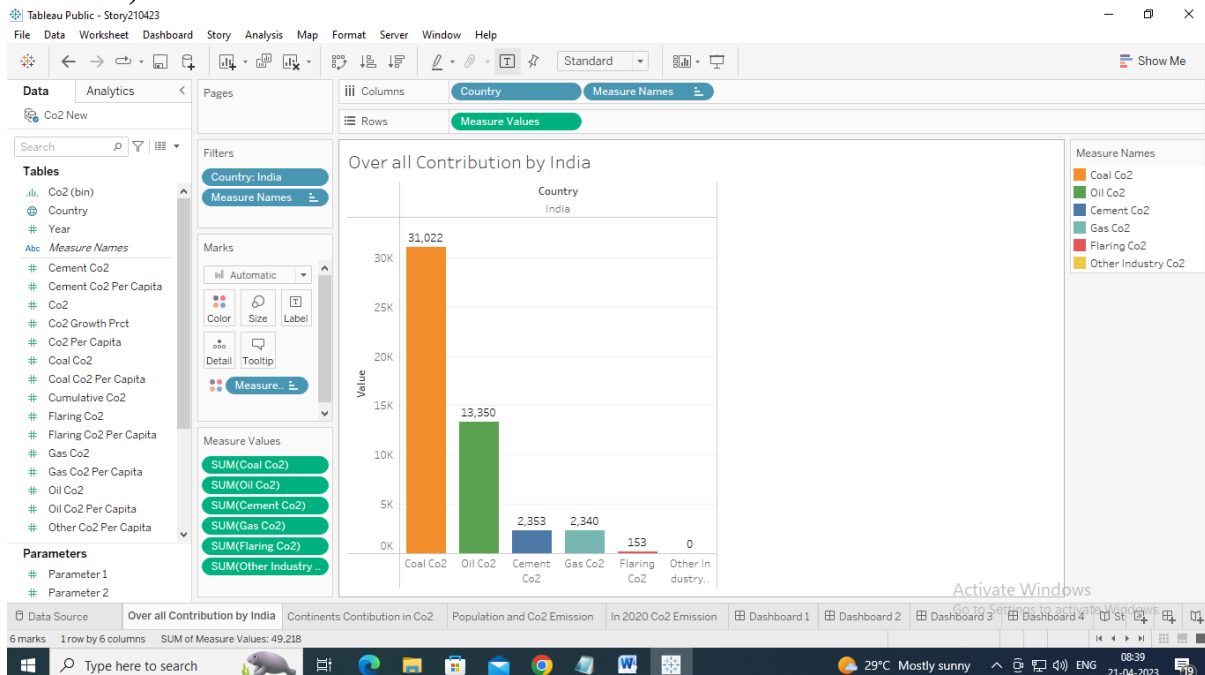 Tableau Public - Story210423
File Data Worksheet Dashboard Story Analysis Map Format Server Window Help
Standard
Show Me
Data Analytics
Co2 New
Search
Tables
Co2 (bin)
Country
# Year
Abc Measure Names
# Cement Co2
# Cement Co2 Per Capita
# Co2
# Co2 Growth Prct
# Co2 Per Capita
# Coal Co2
# Coal Co2 Per Capita
# Cumulative Co2
# Flaring Co2
# Flaring Co2 Per Capita
# Gas Co2
# Gas Co2 Per Capita
# Oil Co2
# Oil Co2 Per Capita
# Other Co2 Per Capita
Parameters
# Parameter 1
# Parameter 2
Pages
Filters
Country: India
Measure Names
Marks
Automatic
Color Size Label
Detail Tooltip
Measure..
Measure Values
SUM(Coal Co2)
SUM(Oil Co2)
SUM(Cement Co2)
SUM(Gas Co2)
SUM(Flaring Co2)
SUM(Other Industry ..
Columns Country Measure Names
Rows Measure Values
Over all Contribution by India
Country
India
Value
30K
25K
20K
15K
10K
5K
0K
31,022
13,350
2,353
2,340
153
0
Coal Co2
Oil Co2
Cement
Co2
Gas Co2
Flaring
Co2
Other In
dustry..
Measure Names
Coal Co2
Oil Co2
Cement Co2
Gas Co2
Flaring Co2
Other Industry Co2
Activate Windows
Go to Settings to activate Windows.
Data Source Over all Contribution by India Continents Contibution in Co2 Population and Co2 Emission In 2020 Co2 Emission Dashboard 1 Dashboard 2 Dashboard 3 Dashboard 4 St
6 marks 1 row by 6 columns SUM of Measure Values: 49,218
Type here to search
29°C Mostly sunny
ENG
08:39
21-04-2023
19